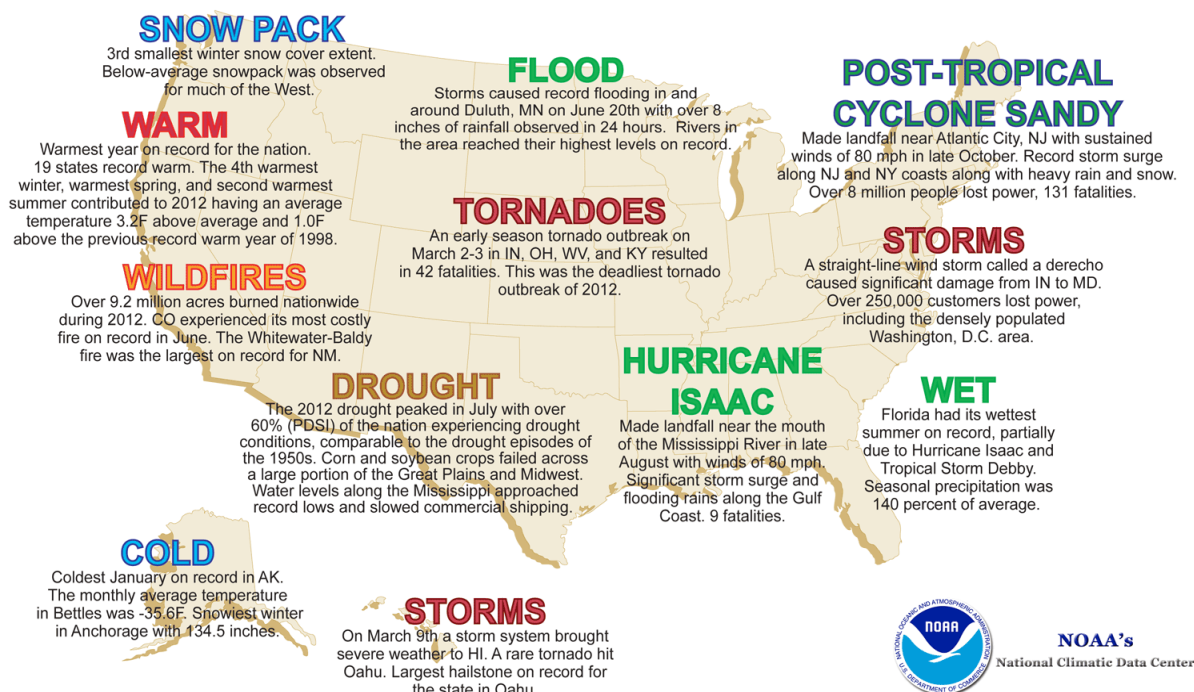 SNOW PACK
3rd smallest winter snow cover extent.
Below-average snowpack was observed
for much of the West.
WARM
Warmest year on record for the nation.
19 states record warm. The 4th warmest
winter, warmest spring, and second warmest
summer contributed to 2012 having an average
temperature 3.2F above average and 1.0F
above the previous record warm year of 1998.
WILDFIRES
Over 9.2 million acres burned nationwide
during 2012. CO experienced its most costly
fire on record in June. The Whitewater-Baldy
fire was the largest on record for NM.
FLOOD
Storms caused record flooding in and
around Duluth, MN on June 20th with over 8
inches of rainfall observed in 24 hours. Rivers in
the area reached their highest levels on record.
TORNADOES
An early season tornado outbreak on
March 2-3 in IN, OH, WV, and KY resulted
in 42 fatalities. This was the deadliest tornado
outbreak of 2012.
POST-TROPICAL
CYCLONE SANDY
Made landfall near Atlantic City, NJ with sustained
winds of 80 mph in late October. Record storm surge
along NJ and NY coasts along with heavy rain and snow.
Over 8 million people lost power, 131 fatalities.
STORMS
A straight-line wind storm called a derecho
caused significant damage from IN to MD.
Over 250,000 customers lost power,
including the densely populated
Washington, D.C. area.
DROUGHT
The 2012 drought peaked in July with over
60% (PDSI) of the nation experiencing drought
conditions, comparable to the drought episodes of
the 1950s. Corn and soybean crops failed across
a large portion of the Great Plains and Midwest.
Water levels along the Mississippi approached
record lows and slowed commercial shipping.
HURRICANE
ISAAC
Made landfall near the mouth
of the Mississippi River in late
August with winds of 80 mph.
Significant storm surge and
flooding rains along the Gulf
Coast. 9 fatalities.
WET
Florida had its wettest
summer on record, partially
due to Hurricane Isaac and
Tropical Storm Debby.
Seasonal precipitation was
140 percent of average.
COLD
Coldest January on record in AK.
The monthly average temperature
in Bettles was -35.6F. Snowiest winter
in Anchorage with 134.5 inches.
STORMS
On March 9th a storm system brought
severe weather to HI. A rare tornado hit
Oahu. Largest hailstone on record for
the state in Oahu.
NATIONAL OCEANIC AND ATMOSPHERIC ADMINISTRATION
NOAA
U.S. DEPARTMENT OF COMMERCE
NOAA's
National Climatic Data Center